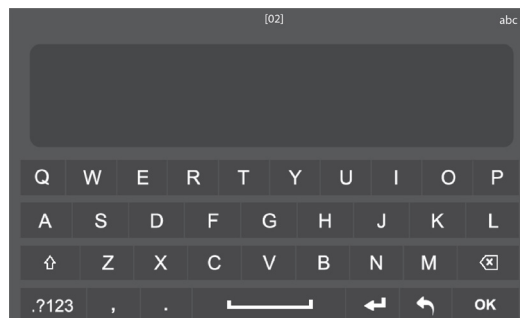 [02] abc
Q W E R T Y U I O P
A S D F G H J K L
Z X C V B N M
.?123 , . OK